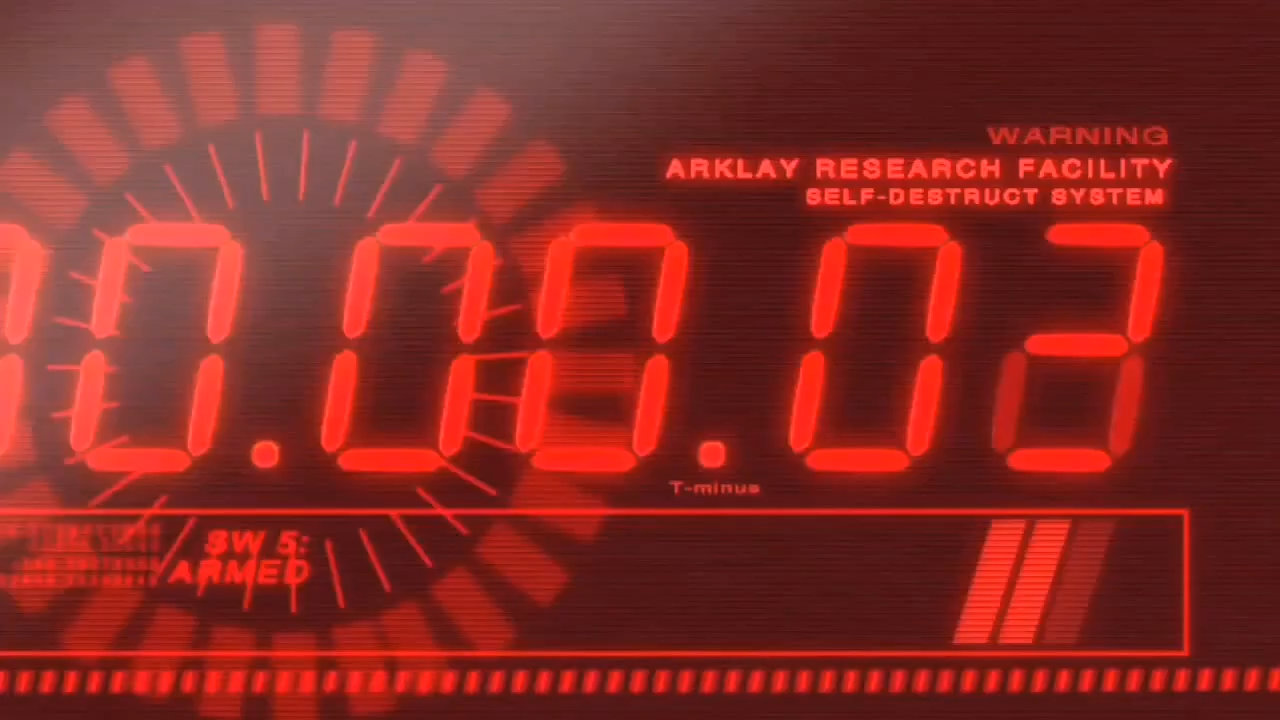 WARNING
ARKLAY RESEARCH FACILITY
SELF-DESTRUCT SYSTEM
00.00.03
T-minus
SW 5:
ARMED